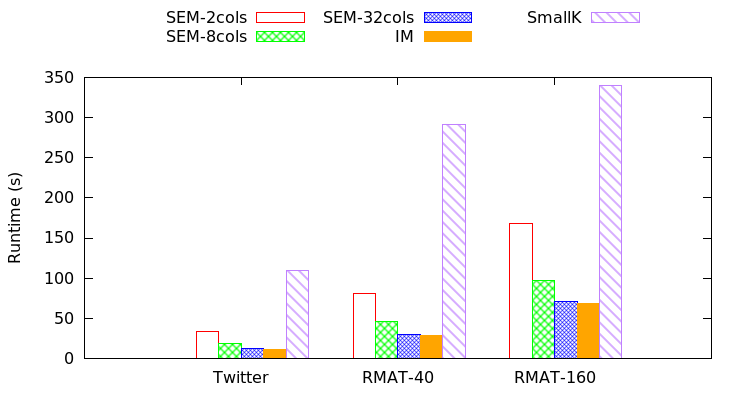 SEM-2cols SEM-32cols SmallK
SEM-8cols IM
350
300
250
200
150
100
50
0
Runtime (s)
Twitter RMAT-40 RMAT-160